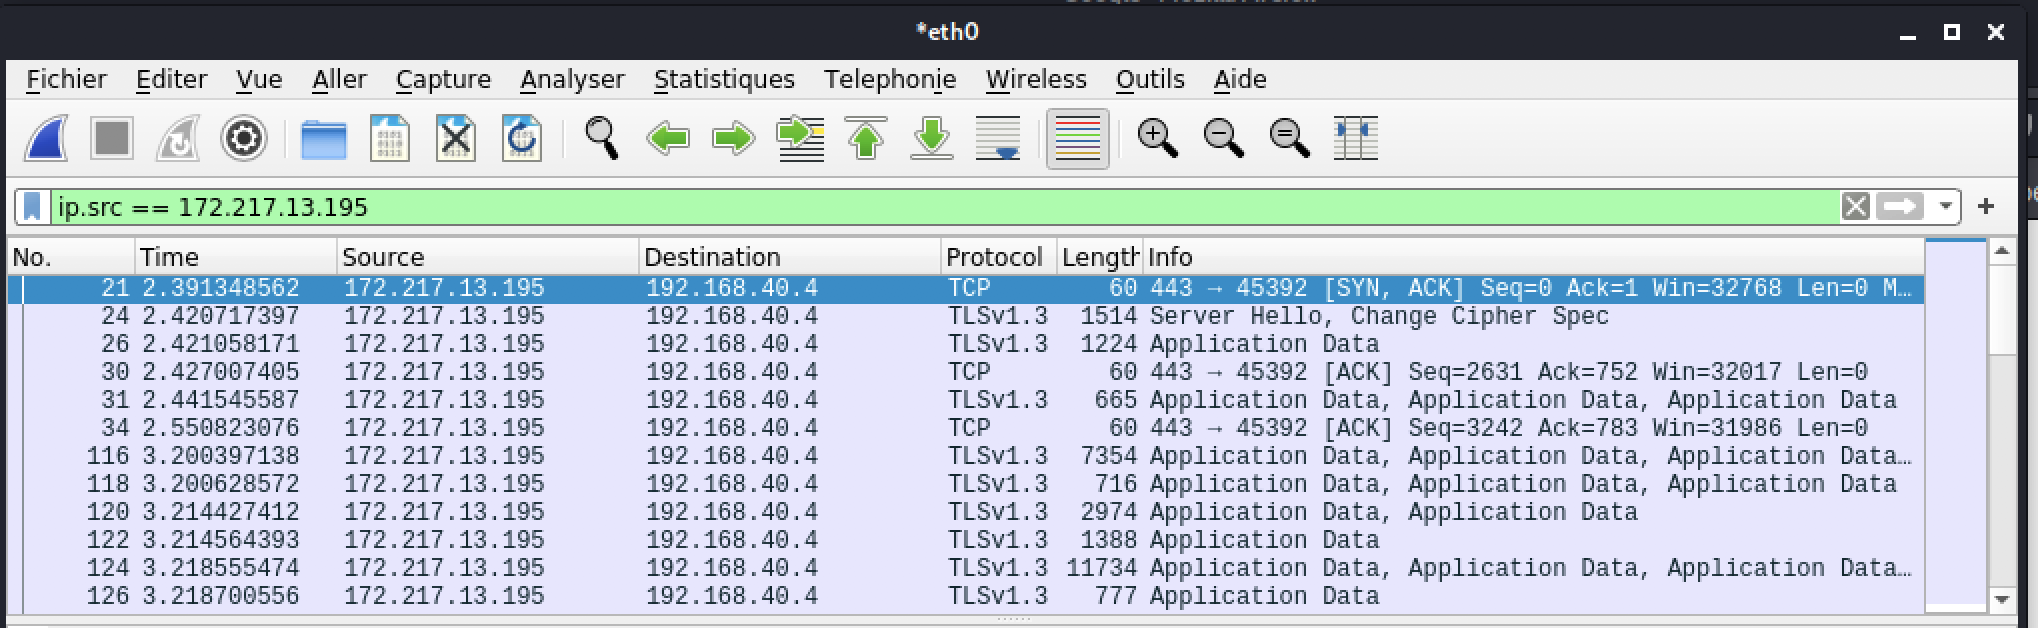 *eth0
Fichier Editer Vue Aller Capture Analyser Statistiques Telephonie Wireless Outils Aide
ip.src == 172.217.13.195
No. Time Source Destination Protocol Length Info
21 2.391348562 172.217.13.195 192.168.40.4 TCP 60 443 → 45392 [SYN, ACK] Seq=0 Ack=1 Win=32768 Len=0 M…
24 2.420717397 172.217.13.195 192.168.40.4 TLSv1.3 1514 Server Hello, Change Cipher Spec
26 2.421058171 172.217.13.195 192.168.40.4 TLSv1.3 1224 Application Data
30 2.427007405 172.217.13.195 192.168.40.4 TCP 60 443 → 45392 [ACK] Seq=2631 Ack=752 Win=32017 Len=0
31 2.441545587 172.217.13.195 192.168.40.4 TLSv1.3 665 Application Data, Application Data, Application Data
34 2.550823076 172.217.13.195 192.168.40.4 TCP 60 443 → 45392 [ACK] Seq=3242 Ack=783 Win=31986 Len=0
116 3.200397138 172.217.13.195 192.168.40.4 TLSv1.3 7354 Application Data, Application Data, Application Data…
118 3.200628572 172.217.13.195 192.168.40.4 TLSv1.3 716 Application Data, Application Data, Application Data
120 3.214427412 172.217.13.195 192.168.40.4 TLSv1.3 2974 Application Data, Application Data
122 3.214564393 172.217.13.195 192.168.40.4 TLSv1.3 1388 Application Data
124 3.218555474 172.217.13.195 192.168.40.4 TLSv1.3 11734 Application Data, Application Data, Application Data…
126 3.218700556 172.217.13.195 192.168.40.4 TLSv1.3 777 Application Data